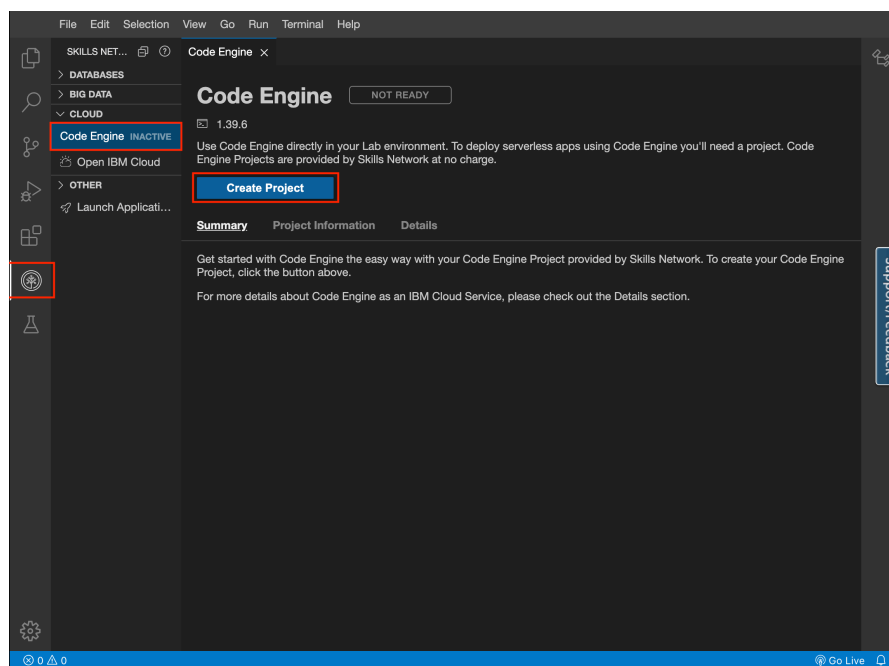 File Edit Selection View Go Run Terminal Help
SKILLS NET...
Code Engine
DATABASES
BIG DATA
CLOUD
Code Engine INACTIVE
Open IBM Cloud
OTHER
Launch Applicati...
Code Engine NOT READY
1.39.6
Use Code Engine directly in your Lab environment. To deploy serverless apps using Code Engine you'll need a project. Code
Engine Projects are provided by Skills Network at no charge.
Create Project
Summary Project Information Details
Get started with Code Engine the easy way with your Code Engine Project provided by Skills Network. To create your Code Engine
Project, click the button above.
For more details about Code Engine as an IBM Cloud Service, please check out the Details section.
Support/Feedback
0 0
Go Live